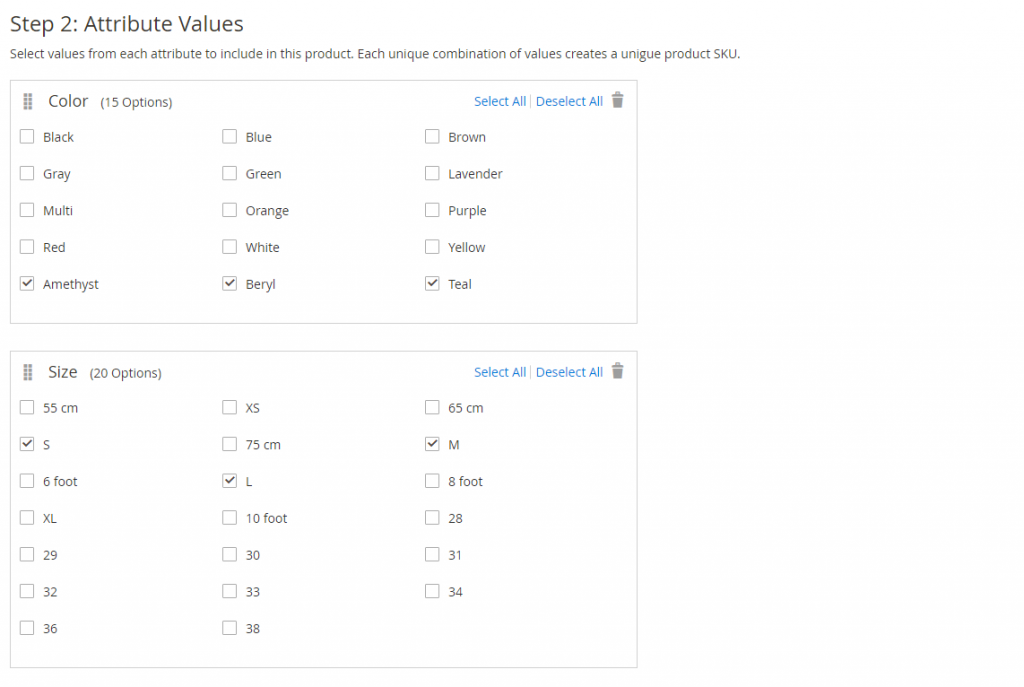 Step 2: Attribute Values
Select values from each attribute to include in this product. Each unique combination of values creates a unigue product SKU.
Color (15 Options) Select All Deselect All
Black Blue Brown
Gray Green Lavender
Multi Orange Purple
Red White Yellow
Amethyst Beryl Teal
Size (20 Options) Select All Deselect All
55 cm XS 65 cm
S 75 cm M
6 foot L 8 foot
XL 10 foot 28
29 30 31
32 33 34
36 38